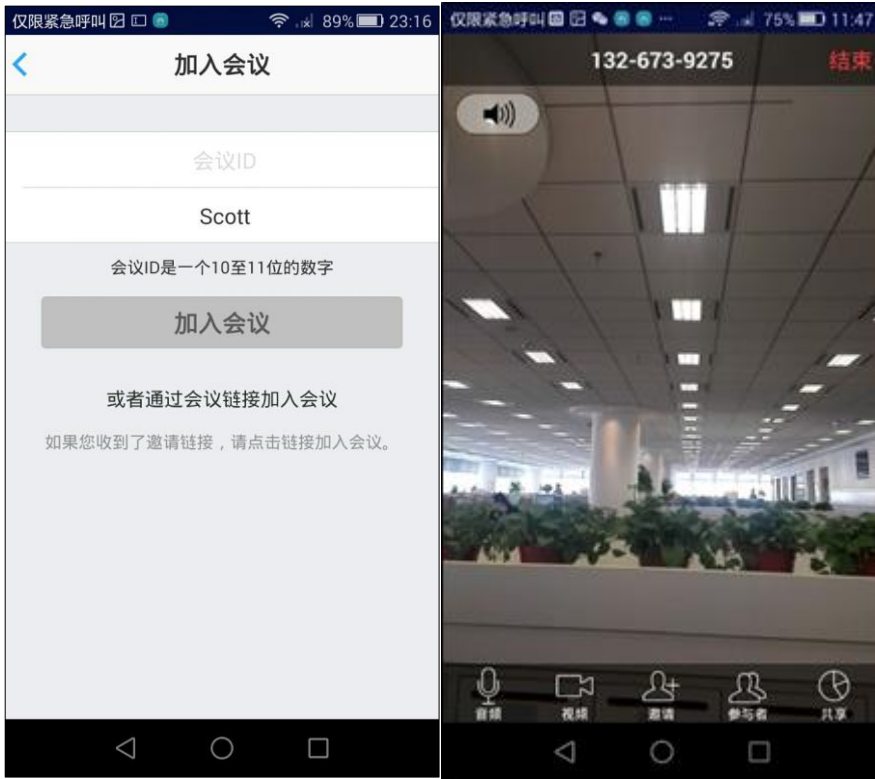 仅限紧急呼叫 89% 23:16
加入会议
会议ID
Scott
会议ID是一个10至11位的数字
加入会议
或者通过会议链接加入会议
如果您收到了邀请链接，请点击链接加入会议。
仅限紧急呼叫 75% 11:47
132-673-9275 结束
音频 视频 邀请 参与者 共享